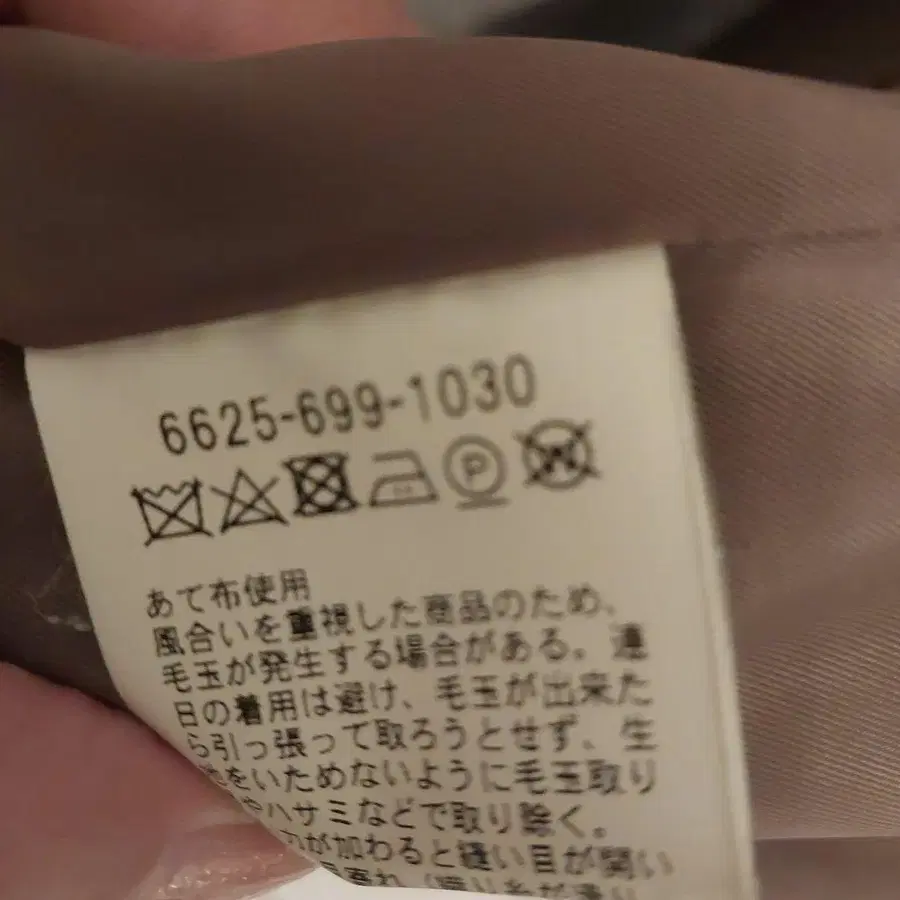 6625-699-1030
P
W
あて布使用
風合いを重視した商品のため、
毛玉が発生する場合がある。連
日の着用は避け、毛玉が出来た
ら引っ張って取ろうとせず、生
地をいためないように毛玉取り
やハサミなどで取り除く。
力が加わると縫い目が開い